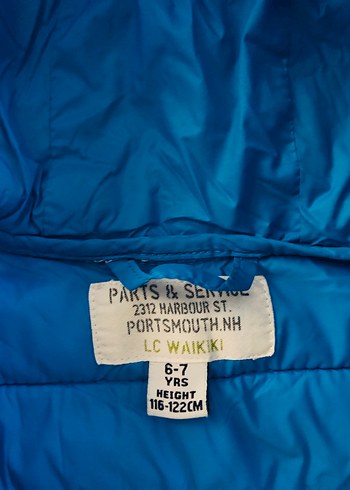 PARTS & SERVICE
2312 HARBOUR ST.
PORTSMOUTH.NH
LC WAIKIKI
6-7
YRS
HEIGHT
116-122CM